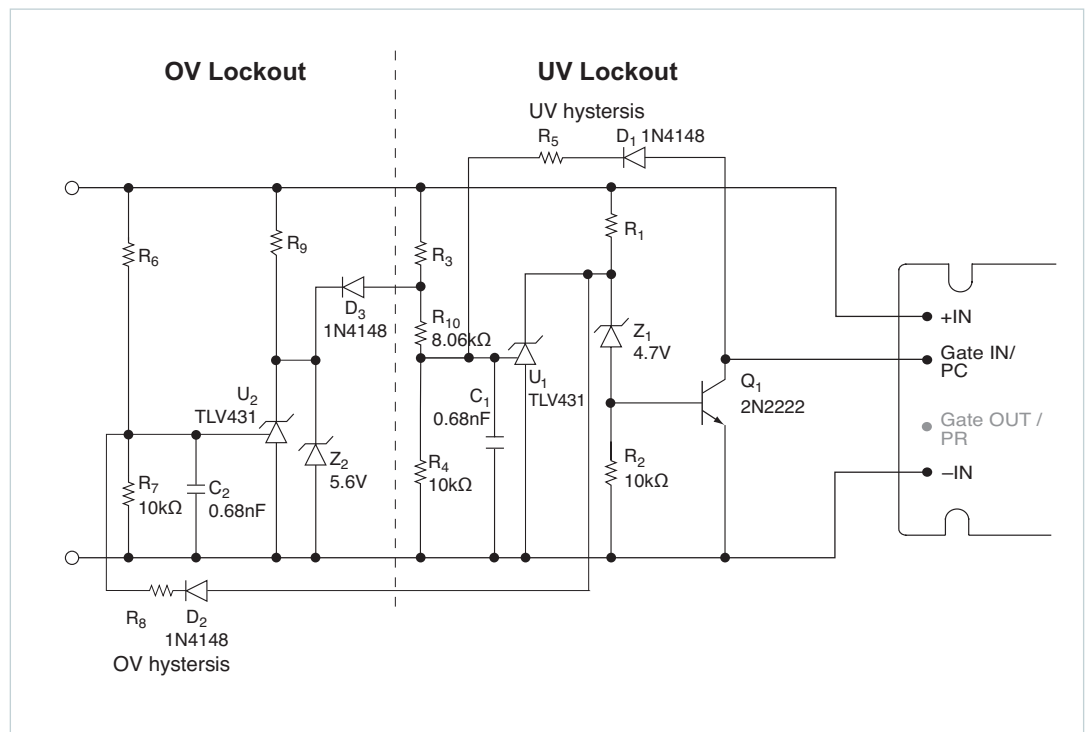 OV Lockout
UV Lockout
UV hystersis
R5
D1 1N4148
R6
R9
R3
R1
D3
1N4148
R10
8.06kΩ
Z1
4.7V
+IN
Gate IN/
PC
U2
TLV431
C1
0.68nF
U1
TLV431
Q1
2N2222
Gate OUT /
PR
Z2
5.6V
R4
10kΩ
R2
10kΩ
–IN
R7
10kΩ
C2
0.68nF
R8
D2
1N4148
OV hystersis